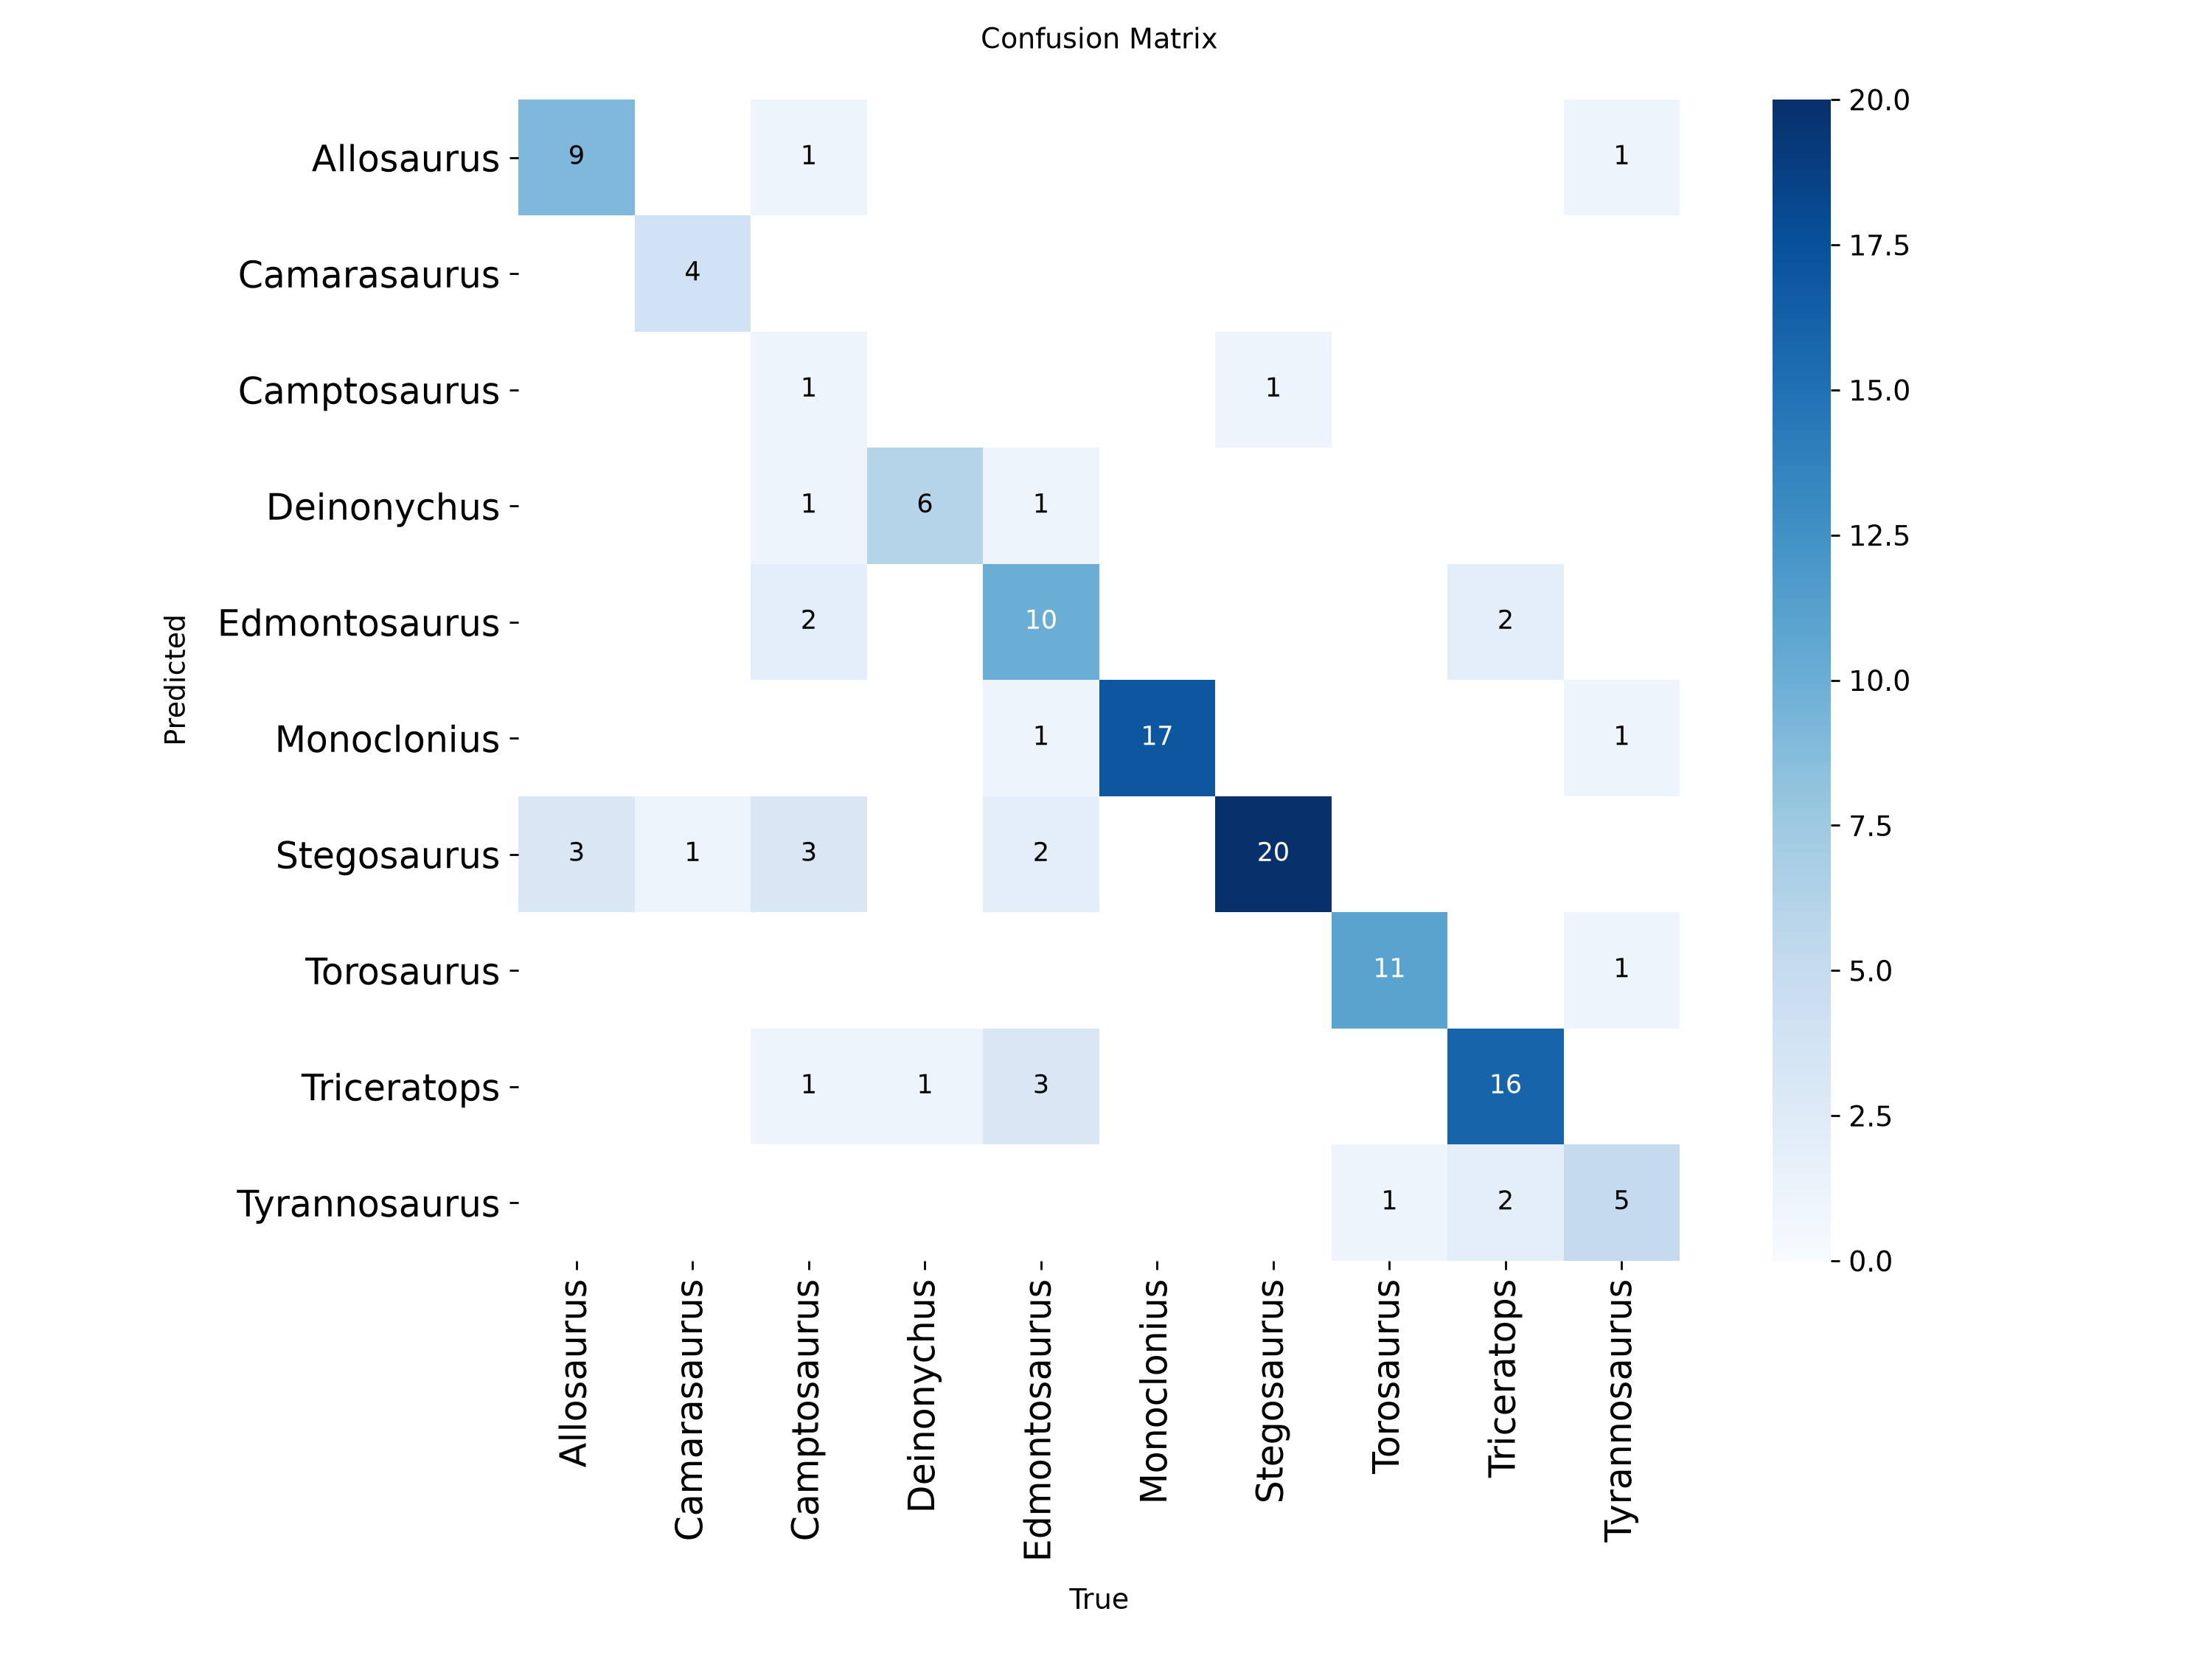 Confusion Matrix
Allosaurus 9 1 1
Camarasaurus 4
Camptosaurus 1 1
Deinonychus 1 6 1
Edmontosaurus 2 10 2
Monoclonius 1 17 1
Stegosaurus 3 1 3 2 20
Torosaurus 11 1
Triceratops 1 1 3 16
Tyrannosaurus 1 2 5
Predicted
Allosaurus
Camarasaurus
Camptosaurus
Deinonychus
Edmontosaurus
Monoclonius
Stegosaurus
Torosaurus
Triceratops
Tyrannosaurus
True
20.0
17.5
15.0
12.5
10.0
7.5
5.0
2.5
0.0